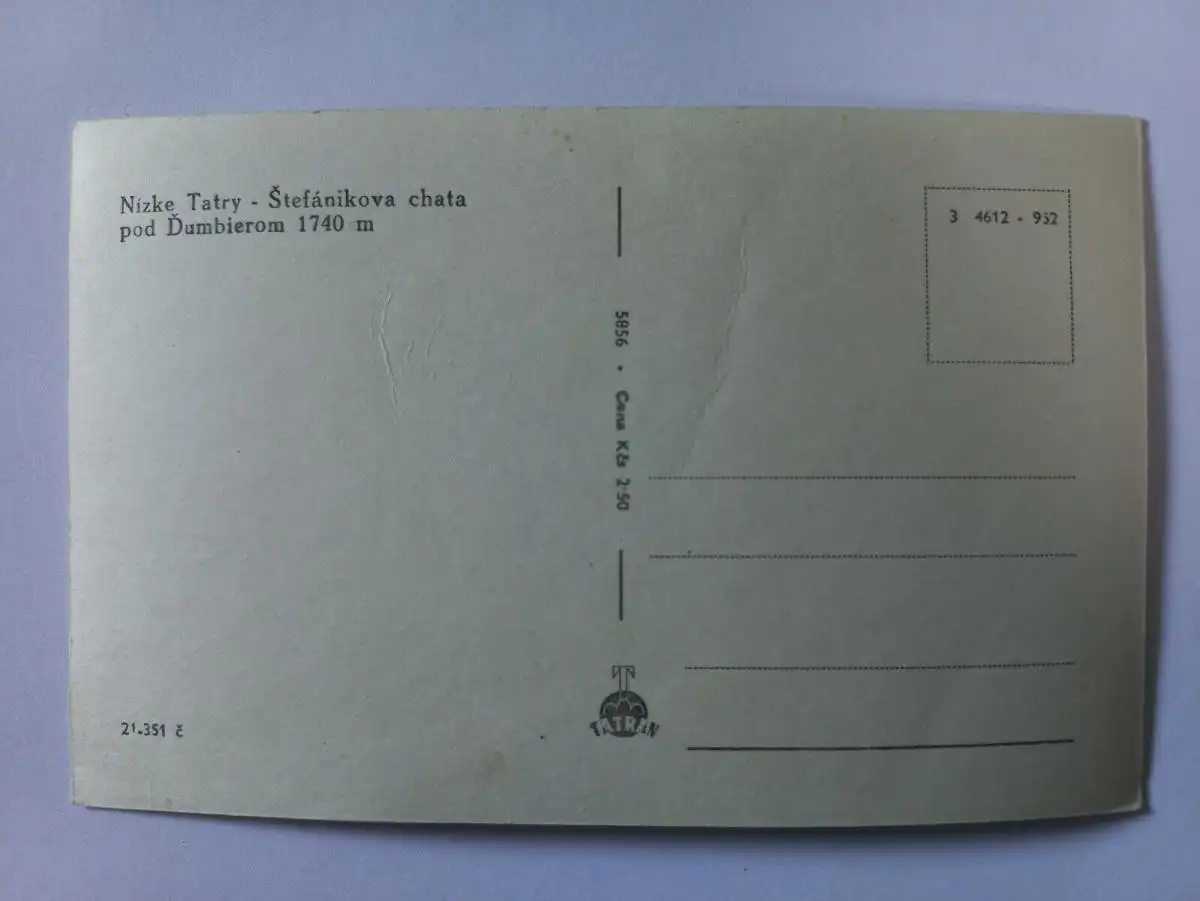 Nízke Tatry - Štefánikova chata
pod Ďumbierom 1740 m
3 4612 - 952
5856 • Cena Kčs 2·50
TATRAN
21-351 č